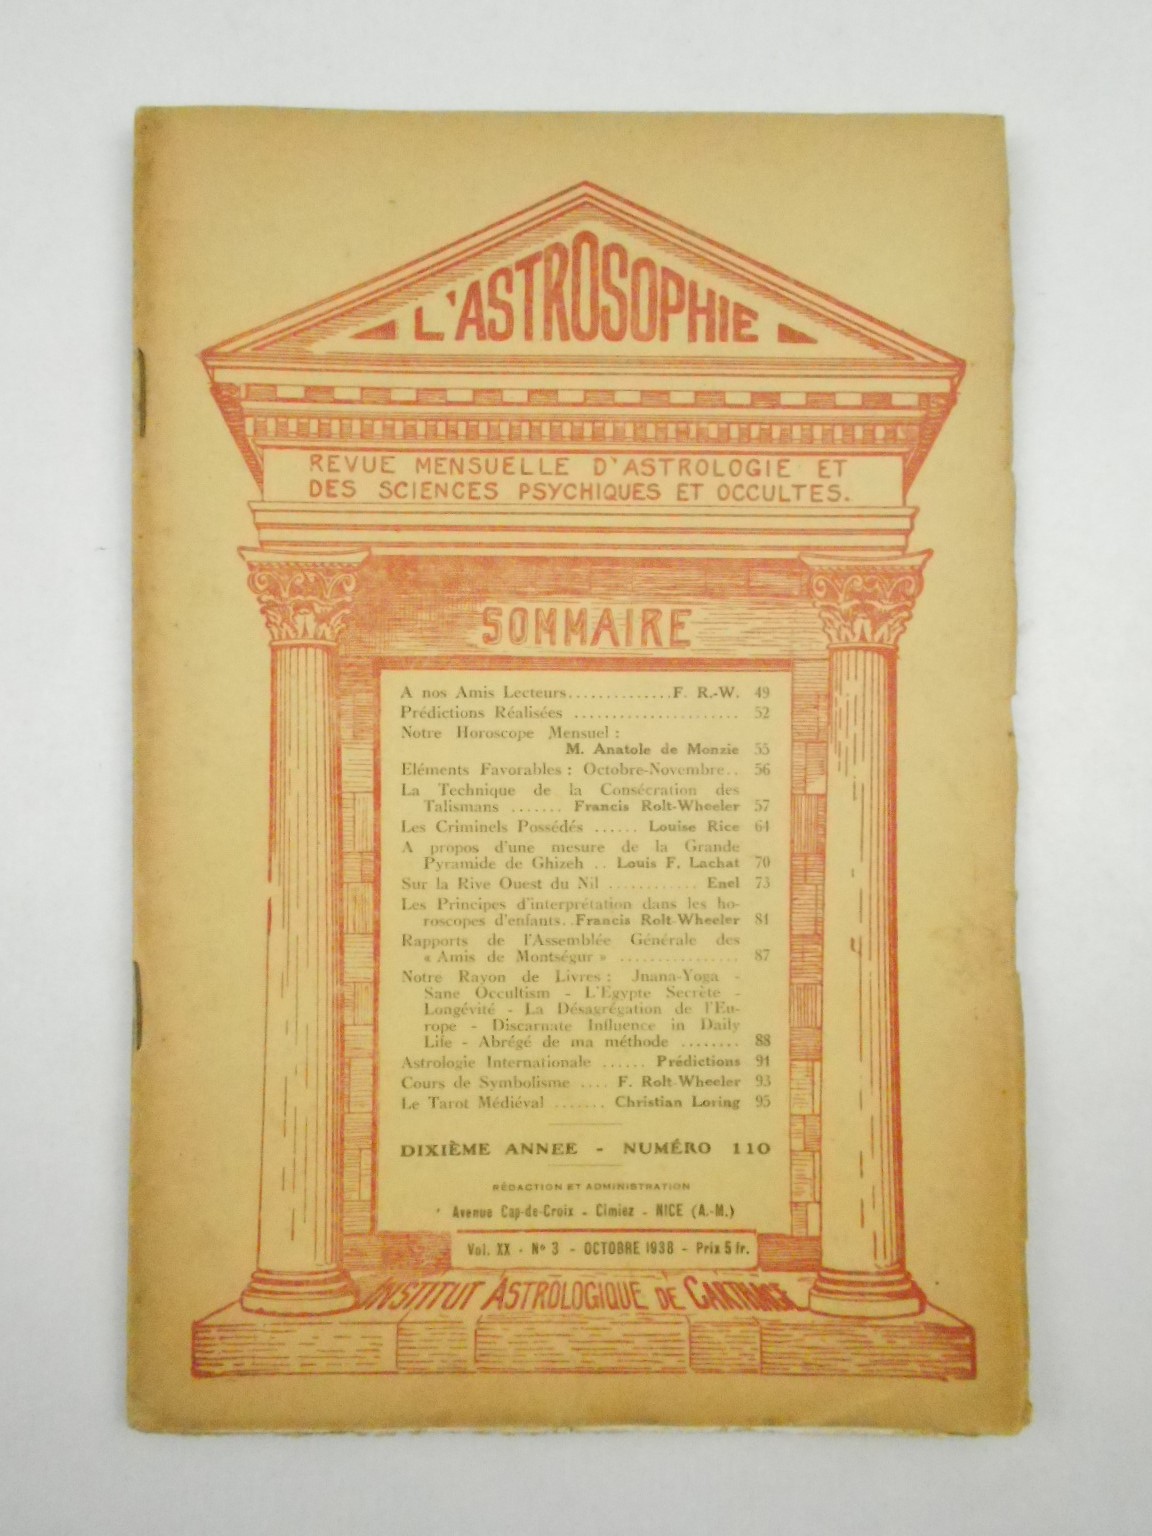 L'ASTROSOPHIE
REVUE MENSUELLE D'ASTROLOGIE ET
DES SCIENCES PSYCHIQUES ET OCCULTES.
SOMMAIRE
A nos Amis Lecteurs..............F. R.-W. 49
Prédictions Réalisées ...................... 52
Notre Horoscope Mensuel :
M. Anatole de Monzie 55
Eléments Favorables : Octobre-Novembre.. 56
La Technique de la Consécration des
Talismans ....... Francis Rolt-Wheeler 57
Les Criminels Possédés ...... Louise Rice 64
A propos d'une mesure de la Grande
Pyramide de Ghizeh .. Louis F. Lachat 70
Sur la Rive Ouest du Nil ............ Enel 73
Les Principes d'interprétation dans les ho-
roscopes d'enfants..Francis Rolt-Wheeler 81
Rapports de l'Assemblée Générale des
« Amis de Montségur » ................ 87
Notre Rayon de Livres : Jnana-Yoga -
Sane Occultism - L'Egypte Secrète -
Longévité - La Désagrégation de l'Eu-
rope - Discarnate Influence in Daily
Life - Abrégé de ma méthode ........ 88
Astrologie Internationale ...... Prédictions 91
Cours de Symbolisme .... F. Rolt-Wheeler 93
Le Tarot Médiéval ....... Christian Loring 95
DIXIÈME ANNEE - NUMÉRO 110
RÉDACTION ET ADMINISTRATION
Avenue Cap-de-Croix - Cimiez - NICE (A.-M.)
Vol. XX - N° 3 - OCTOBRE 1938 - Prix 5 fr.
INSTITUT ASTROLOGIQUE DE CARTHAGE